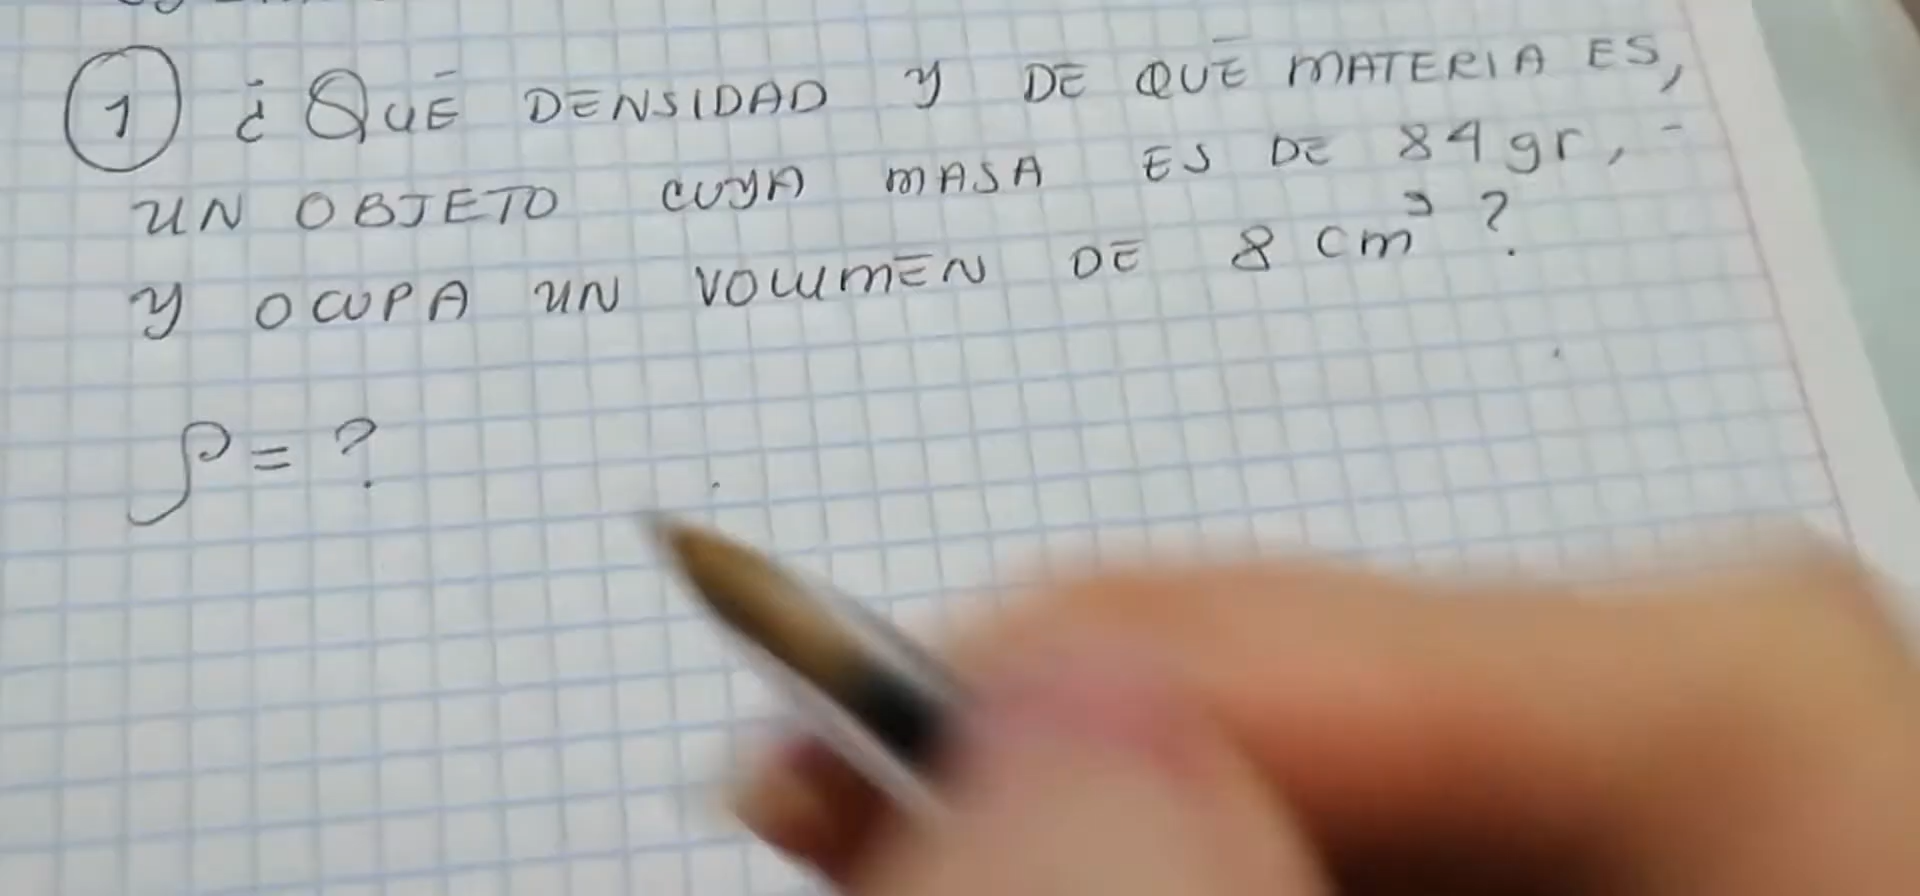 1 ¿QUÉ DENSIDAD Y DE QUÉ MATERIA ES,
UN OBJETO CUYA MASA ES DE 84 gr, -
Y OCUPA UN VOLUMEN DE 8 cm³ ?
ρ = ?